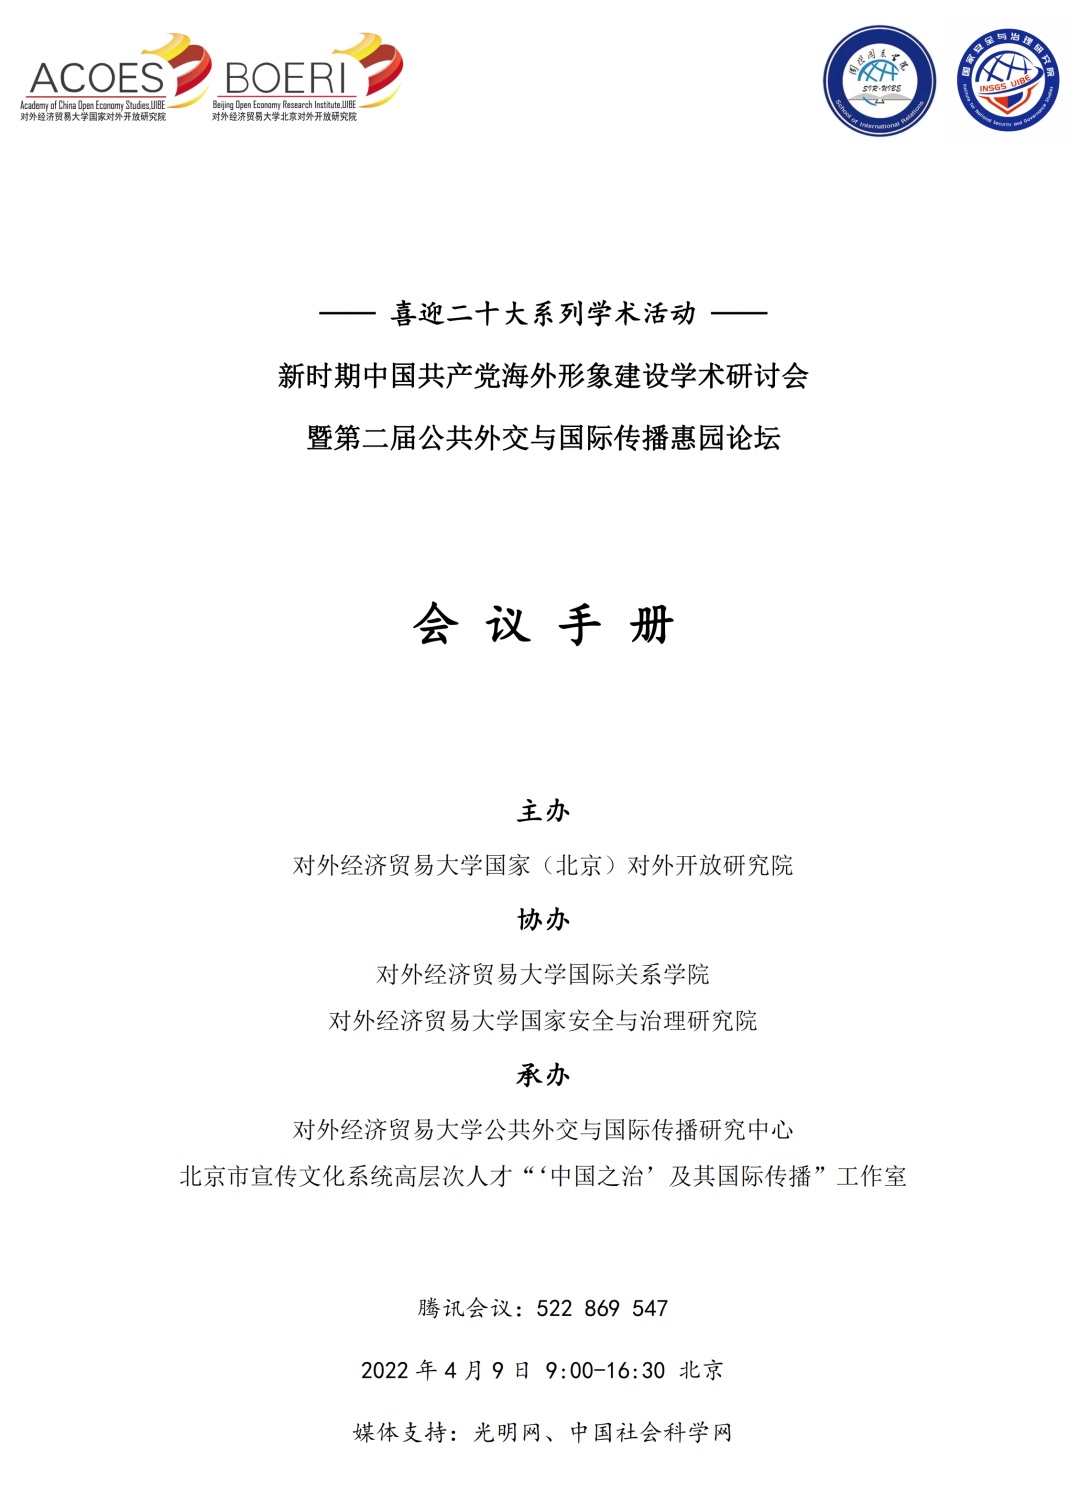 ACOES
Academy of China Open Economy Studies,UIBE
对外经济贸易大学国家对外开放研究院
BOERI
Beijing Open Economy Research Institute,UIBE
对外经济贸易大学北京对外开放研究院
国际关系学院
SIR·UIBE
School of International Relations
国家安全与治理研究院
INSGS UIBE
Institute for National Security and Governance Studies
—— 喜迎二十大系列学术活动 ——
新时期中国共产党海外形象建设学术研讨会
暨第二届公共外交与国际传播惠园论坛
会 议 手 册
主办
对外经济贸易大学国家（北京）对外开放研究院
协办
对外经济贸易大学国际关系学院
对外经济贸易大学国家安全与治理研究院
承办
对外经济贸易大学公共外交与国际传播研究中心
北京市宣传文化系统高层次人才“‘中国之治’及其国际传播”工作室
腾讯会议：522 869 547
2022 年 4 月 9 日 9:00-16:30 北京
媒体支持：光明网、中国社会科学网